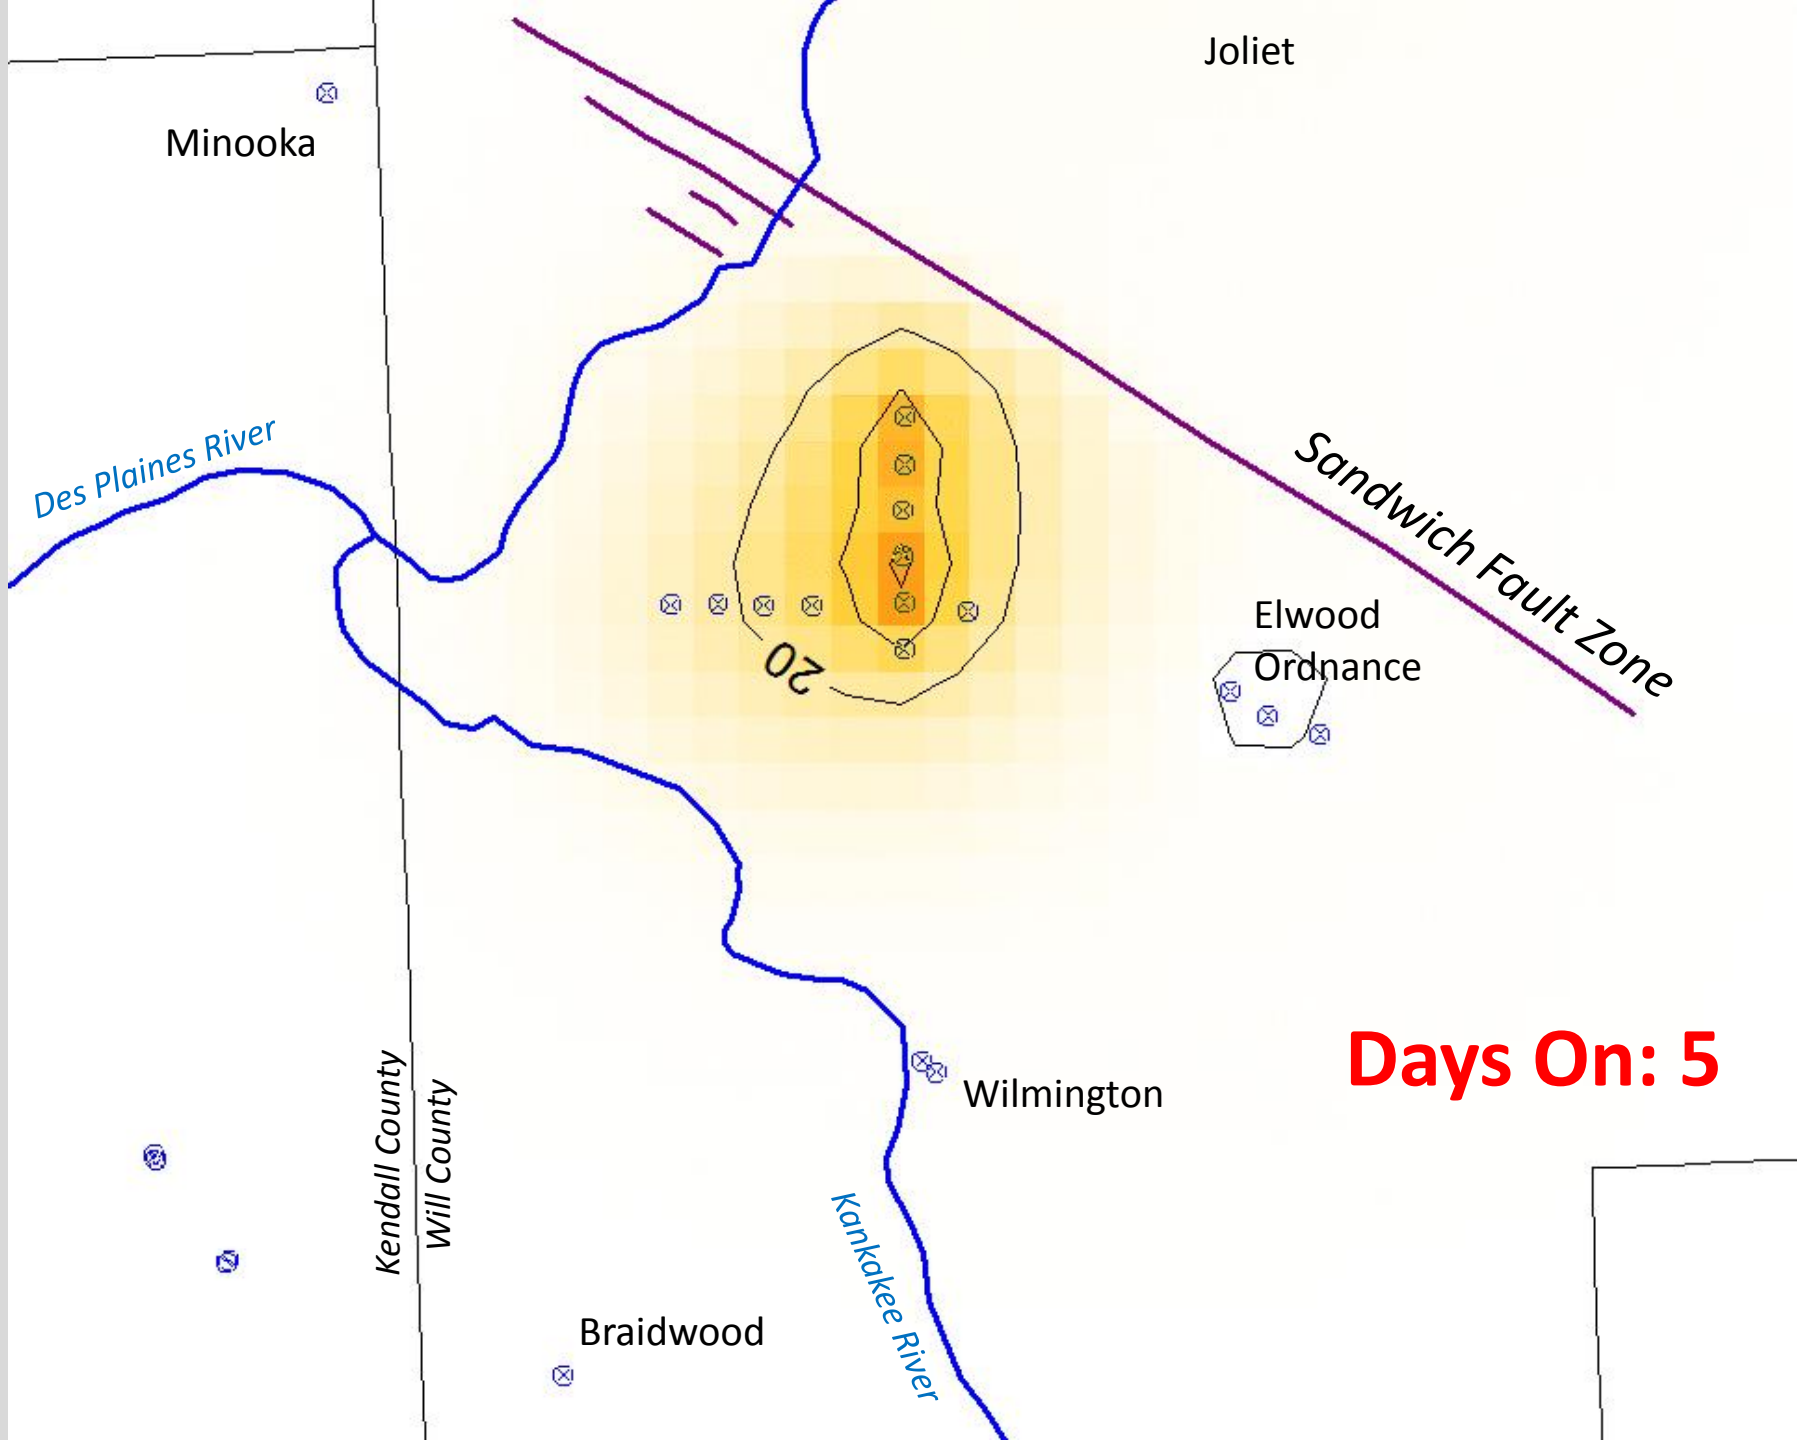 Joliet
Minooka
Des Plaines River
Sandwich Fault Zone
Elwood
Ordnance
20
Days On: 5
Wilmington
Kendall County
Will County
Kankakee River
Braidwood